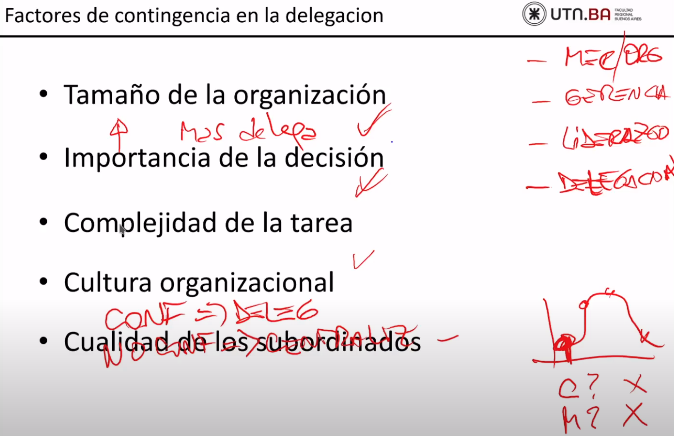 Factores de contingencia en la delegacion
UTN.BA FACULTAD REGIONAL BUENOS AIRES
- MEC/ORG
- GERENCIA
- LIDERAZGO
- DELEGACION
• Tamaño de la organización
Mas delega
• Importancia de la decisión
• Complejidad de la tarea
• Cultura organizacional
CONF => DELEG
NO CONF => CENTRALIZ
• Cualidad de los subordinados
C? X
M? X